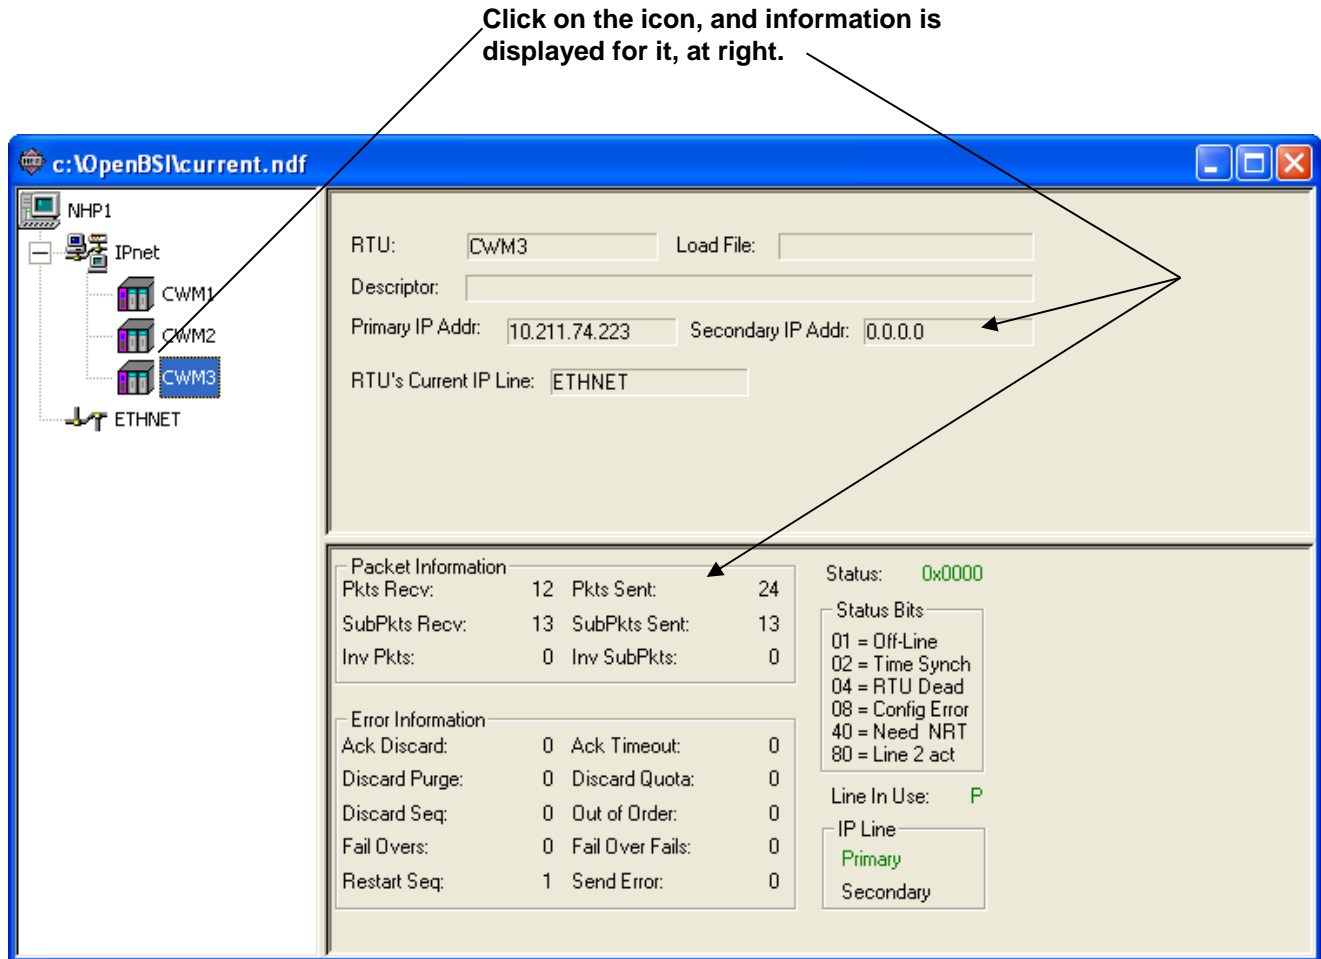 Click on the icon, and information is
displayed for it, at right.
c:\OpenBSI\current.ndf
NHP1
IPnet
CWM1
CWM2
CWM3
ETHNET
RTU: CWM3 Load File:
Descriptor:
Primary IP Addr: 10.211.74.223 Secondary IP Addr: 0.0.0.0
RTU's Current IP Line: ETHNET
Packet Information
Pkts Recv: 12 Pkts Sent: 24
SubPkts Recv: 13 SubPkts Sent: 13
Inv Pkts: 0 Inv SubPkts: 0
Error Information
Ack Discard: 0 Ack Timeout: 0
Discard Purge: 0 Discard Quota: 0
Discard Seq: 0 Out of Order: 0
Fail Overs: 0 Fail Over Fails: 0
Restart Seq: 1 Send Error: 0
Status: 0x0000
Status Bits
01 = Off-Line
02 = Time Synch
04 = RTU Dead
08 = Config Error
40 = Need NRT
80 = Line 2 act
Line In Use: P
IP Line
Primary
Secondary